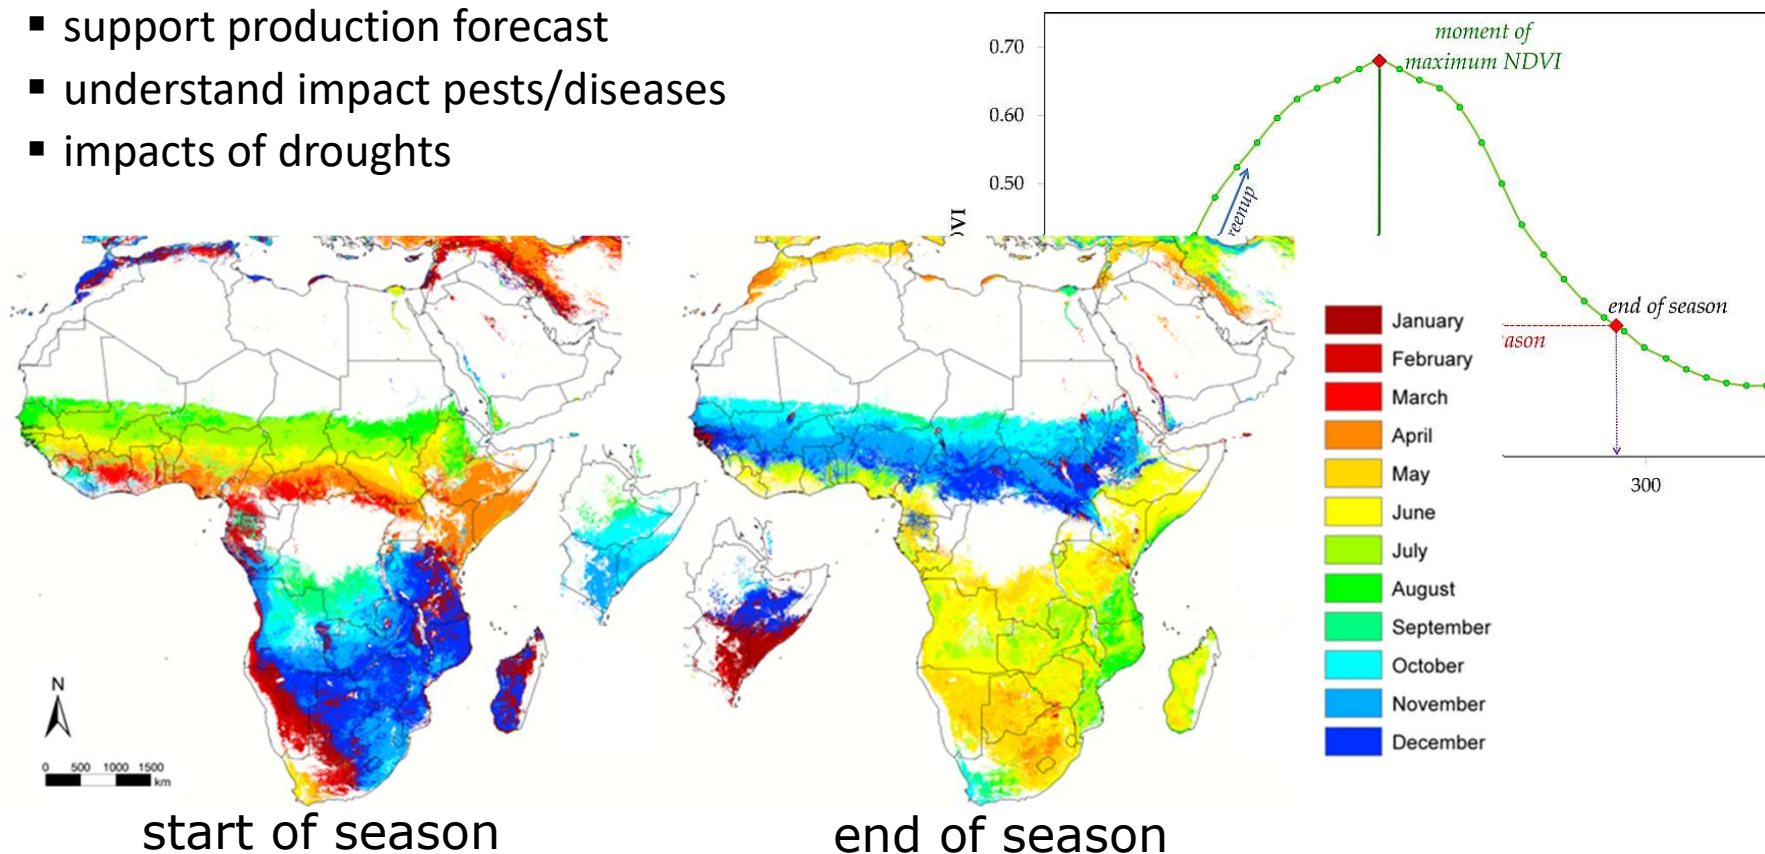 ▪ support production forecast
▪ understand impact pests/diseases
▪ impacts of droughts
0.70
0.60
0.50
moment of
maximum NDVI
end of season
300
January
February
March
April
May
June
July
August
September
October
November
December
N
0 500 1000 1500
km
start of season
end of season